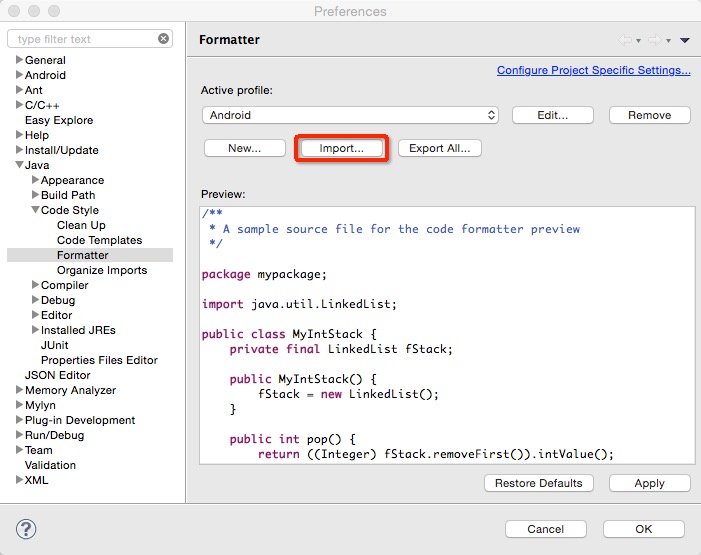 Preferences
type filter text
General
Android
Ant
C/C++
Easy Explore
Help
Install/Update
Java
Appearance
Build Path
Code Style
Clean Up
Code Templates
Formatter
Organize Imports
Compiler
Debug
Editor
Installed JREs
JUnit
Properties Files Editor
JSON Editor
Memory Analyzer
Mylyn
Plug-in Development
Run/Debug
Team
Validation
XML
Formatter
Configure Project Specific Settings...
Active profile:
Android Edit... Remove
New... Import... Export All...
Preview:
/**
 * A sample source file for the code formatter preview
 */
package mypackage;
import java.util.LinkedList;
public class MyIntStack {
    private final LinkedList fStack;
    public MyIntStack() {
        fStack = new LinkedList();
    }
    public int pop() {
        return ((Integer) fStack.removeFirst()).intValue();
Restore Defaults Apply
? Cancel OK